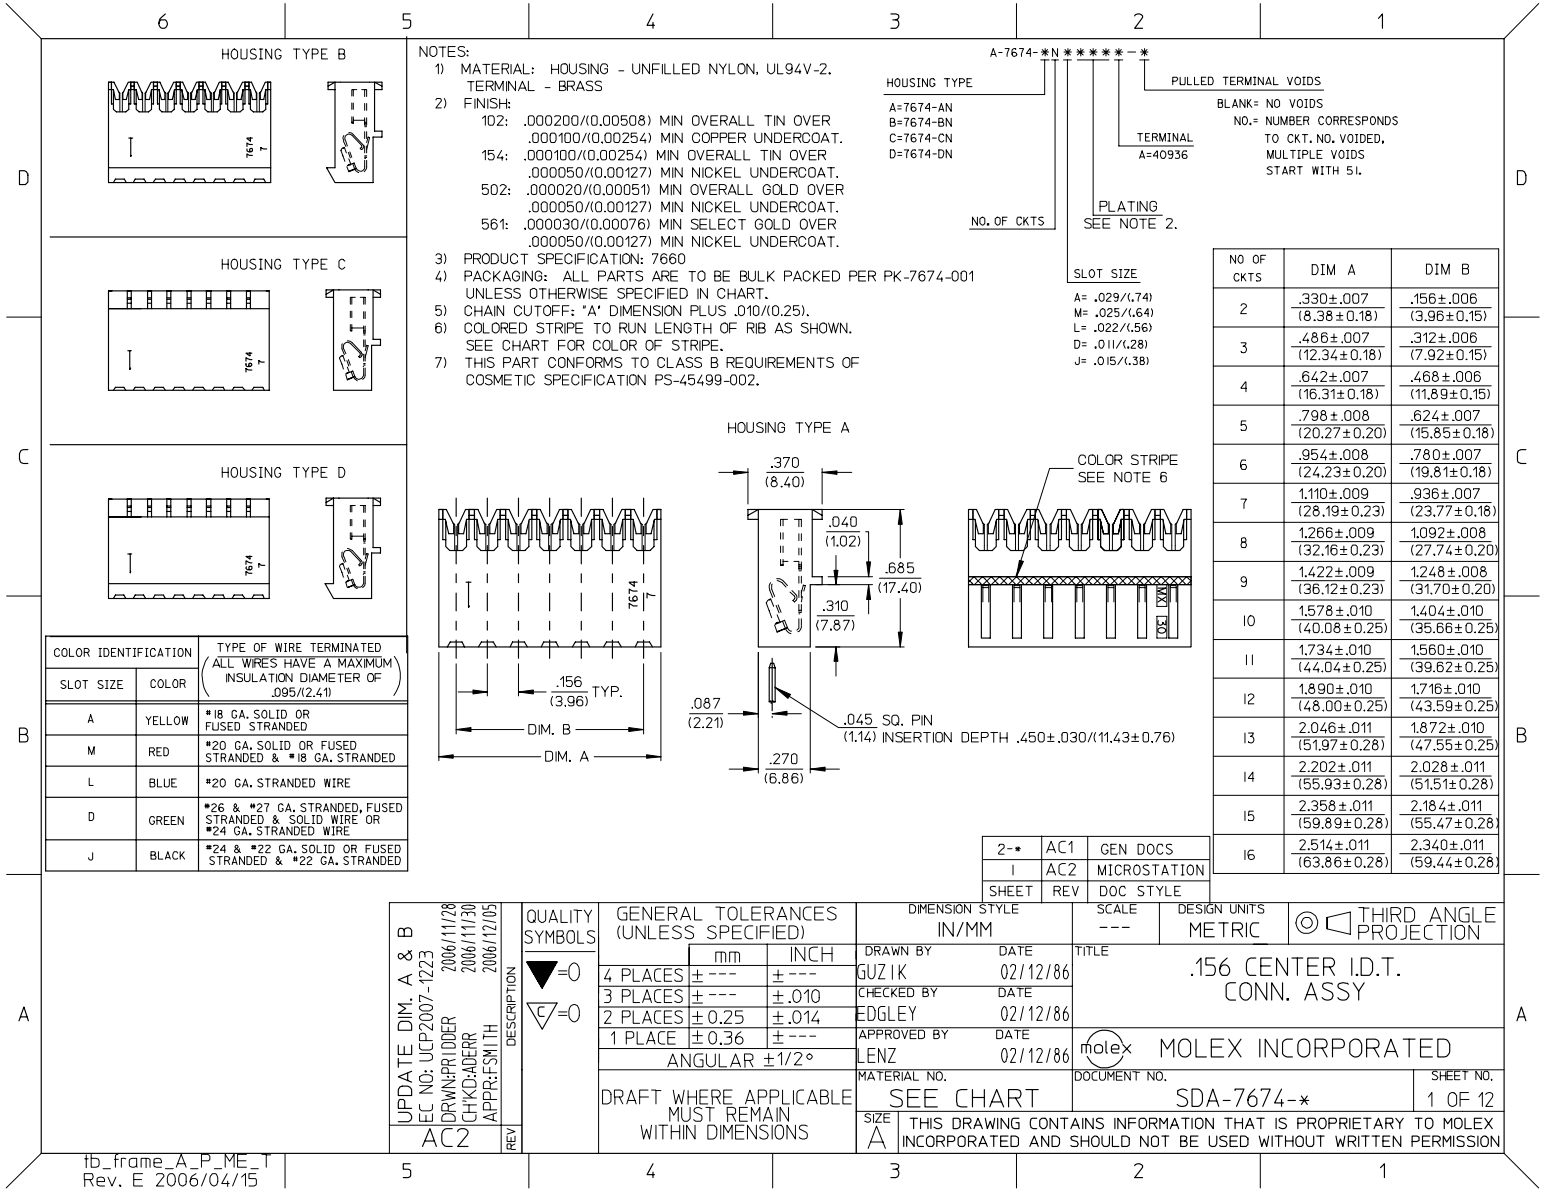 6 5 4 3 2 1
HOUSING TYPE B
7674
7
HOUSING TYPE C
7674
7
HOUSING TYPE D
7674
7
NOTES:
1) MATERIAL: HOUSING - UNFILLED NYLON, UL94V-2.
TERMINAL - BRASS
2) FINISH:
102: .000200/(0.00508) MIN OVERALL TIN OVER
.000100/(0.00254) MIN COPPER UNDERCOAT.
154: .000100/(0.00254) MIN OVERALL TIN OVER
.000050/(0.00127) MIN NICKEL UNDERCOAT.
502: .000020/(0.00051) MIN OVERALL GOLD OVER
.000050/(0.00127) MIN NICKEL UNDERCOAT.
561: .000030/(0.00076) MIN SELECT GOLD OVER
.000050/(0.00127) MIN NICKEL UNDERCOAT.
3) PRODUCT SPECIFICATION: 7660
4) PACKAGING: ALL PARTS ARE TO BE BULK PACKED PER PK-7674-001
UNLESS OTHERWISE SPECIFIED IN CHART.
5) CHAIN CUTOFF: "A" DIMENSION PLUS .010/(0.25).
6) COLORED STRIPE TO RUN LENGTH OF RIB AS SHOWN.
SEE CHART FOR COLOR OF STRIPE.
7) THIS PART CONFORMS TO CLASS B REQUIREMENTS OF
COSMETIC SPECIFICATION PS-45499-002.
A-7674-*N*****-*
HOUSING TYPE
A=7674-AN
B=7674-BN
C=7674-CN
D=7674-DN
PULLED TERMINAL VOIDS
BLANK= NO VOIDS
NO.= NUMBER CORRESPONDS
TO CKT. NO. VOIDED,
MULTIPLE VOIDS
START WITH 51.
TERMINAL
A=40936
PLATING
SEE NOTE 2.
NO. OF CKTS
SLOT SIZE
A= .029/(.74)
M= .025/(.64)
L= .022/(.56)
D= .011/(.28)
J= .015/(.38)
NO OF CKTS DIM A DIM B
2 .330±.007 (8.38±0.18) .156±.006 (3.96±0.15)
3 .486±.007 (12.34±0.18) .312±.006 (7.92±0.15)
4 .642±.007 (16.31±0.18) .468±.006 (11.89±0.15)
5 .798±.008 (20.27±0.20) .624±.007 (15.85±0.18)
6 .954±.008 (24.23±0.20) .780±.007 (19.81±0.18)
7 1.110±.009 (28.19±0.23) .936±.007 (23.77±0.18)
8 1.266±.009 (32.16±0.23) 1.092±.008 (27.74±0.20)
9 1.422±.009 (36.12±0.23) 1.248±.008 (31.70±0.20)
10 1.578±.010 (40.08±0.25) 1.404±.010 (35.66±0.25)
11 1.734±.010 (44.04±0.25) 1.560±.010 (39.62±0.25)
12 1.890±.010 (48.00±0.25) 1.716±.010 (43.59±0.25)
13 2.046±.011 (51.97±0.28) 1.872±.010 (47.55±0.25)
14 2.202±.011 (55.93±0.28) 2.028±.011 (51.51±0.28)
15 2.358±.011 (59.89±0.28) 2.184±.011 (55.47±0.28)
16 2.514±.011 (63.86±0.28) 2.340±.011 (59.44±0.28)
HOUSING TYPE A
.370
(8.40)
.040
(1.02)
.685
(17.40)
.310
(7.87)
7674
7
.156 TYP.
(3.96)
DIM. B
DIM. A
.087
(2.21)
.270
(6.86)
.045 SQ. PIN
(1.14) INSERTION DEPTH .450±.030/(11.43±0.76)
COLOR STRIPE
SEE NOTE 6
MX
30
COLOR IDENTIFICATION
SLOT SIZE COLOR
TYPE OF WIRE TERMINATED
(ALL WIRES HAVE A MAXIMUM
INSULATION DIAMETER OF
.095/(2.41))
A YELLOW #18 GA. SOLID OR
FUSED STRANDED
M RED #20 GA. SOLID OR FUSED
STRANDED & #18 GA. STRANDED
L BLUE #20 GA. STRANDED WIRE
D GREEN #26 & #27 GA. STRANDED, FUSED
STRANDED & SOLID WIRE OR
#24 GA. STRANDED WIRE
J BLACK #24 & #22 GA. SOLID OR FUSED
STRANDED & #22 GA. STRANDED
2-* AC1 GEN DOCS
1 AC2 MICROSTATION
SHEET REV DOC STYLE
UPDATE DIM. A & B
EC NO: UCP2007-1223
DRWN:PRIDDER 2006/11/28
CH'KD:ADERR 2006/11/30
APPR:FSMITH 2006/12/05
DESCRIPTION
AC2
REV
QUALITY
SYMBOLS
=0
C =0
GENERAL TOLERANCES
(UNLESS SPECIFIED)
mm INCH
4 PLACES ± --- ± ---
3 PLACES ± --- ± .010
2 PLACES ± 0.25 ± .014
1 PLACE ± 0.36 ± ---
ANGULAR ±1/2°
DRAFT WHERE APPLICABLE
MUST REMAIN
WITHIN DIMENSIONS
DIMENSION STYLE
IN/MM
SCALE
---
DESIGN UNITS
METRIC
THIRD ANGLE
PROJECTION
DRAWN BY DATE
GUZIK 02/12/86
CHECKED BY DATE
EDGLEY 02/12/86
APPROVED BY DATE
LENZ 02/12/86
TITLE
.156 CENTER I.D.T.
CONN. ASSY
molex MOLEX INCORPORATED
MATERIAL NO.
SEE CHART
DOCUMENT NO.
SDA-7674-*
SHEET NO.
1 OF 12
SIZE
A
THIS DRAWING CONTAINS INFORMATION THAT IS PROPRIETARY TO MOLEX
INCORPORATED AND SHOULD NOT BE USED WITHOUT WRITTEN PERMISSION
D D
C C
B B
A A
tb_frame_A_P_ME_T
Rev. E 2006/04/15
5 4 3 2 1